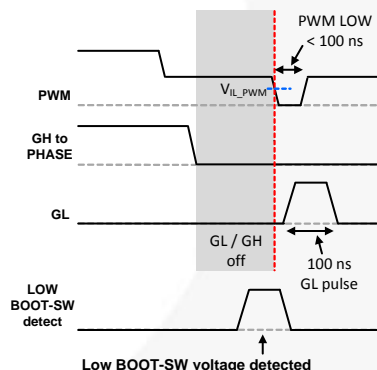 PWM LOW
< 100 ns
VIL_PWM
PWM
GH to
PHASE
GL
GL / GH
off
100 ns
GL pulse
LOW
BOOT-SW
detect
Low BOOT-SW voltage detected